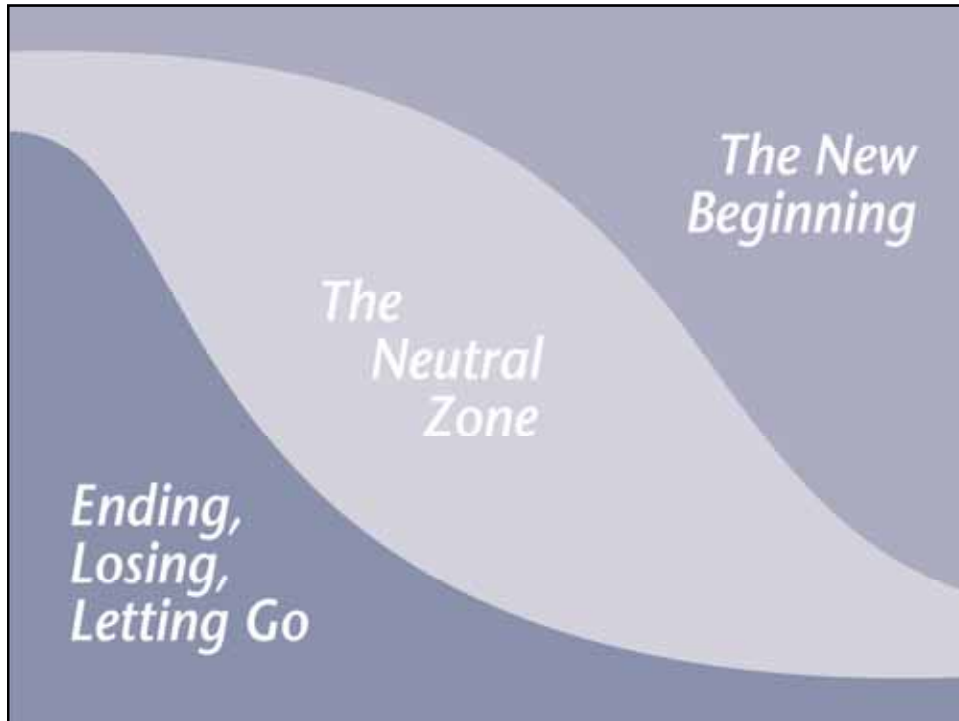 The New
Beginning
The
Neutral
Zone
Ending,
Losing,
Letting Go